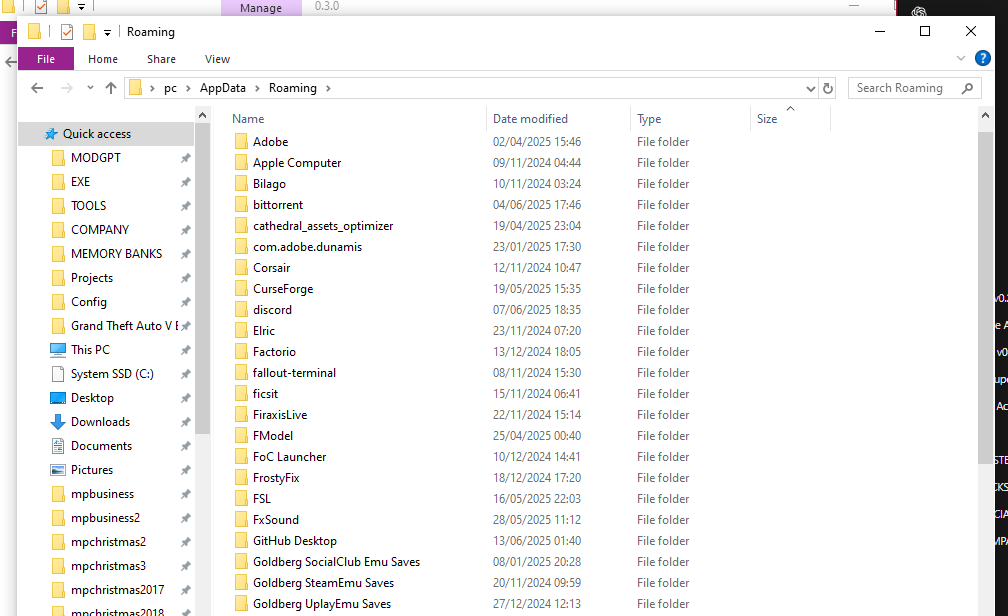 Manage 0.3.0
F
Roaming
File Home Share View
pc AppData Roaming
Search Roaming
Quick access
MODGPT
EXE
TOOLS
COMPANY
MEMORY BANKS
Projects
Config
Grand Theft Auto V E
This PC
System SSD (C:)
Desktop
Downloads
Documents
Pictures
mpbusiness
mpbusiness2
mpchristmas2
mpchristmas3
mpchristmas2017
mpchristmas2018
Name Date modified Type Size
Adobe 02/04/2025 15:46 File folder
Apple Computer 09/11/2024 04:44 File folder
Bilago 10/11/2024 03:24 File folder
bittorrent 04/06/2025 17:46 File folder
cathedral_assets_optimizer 19/04/2025 23:04 File folder
com.adobe.dunamis 23/01/2025 17:30 File folder
Corsair 12/11/2024 10:47 File folder
CurseForge 19/05/2025 15:35 File folder
discord 07/06/2025 18:35 File folder
Elric 23/11/2024 07:20 File folder
Factorio 13/12/2024 18:05 File folder
fallout-terminal 08/11/2024 15:30 File folder
ficsit 15/11/2024 06:41 File folder
FiraxisLive 22/11/2024 15:14 File folder
FModel 25/04/2025 00:40 File folder
FoC Launcher 10/12/2024 14:41 File folder
FrostyFix 18/12/2024 17:20 File folder
FSL 16/05/2025 22:03 File folder
FxSound 28/05/2025 11:12 File folder
GitHub Desktop 13/06/2025 01:40 File folder
Goldberg SocialClub Emu Saves 08/01/2025 20:28 File folder
Goldberg SteamEmu Saves 20/11/2024 09:59 File folder
Goldberg UplayEmu Saves 27/12/2024 12:13 File folder